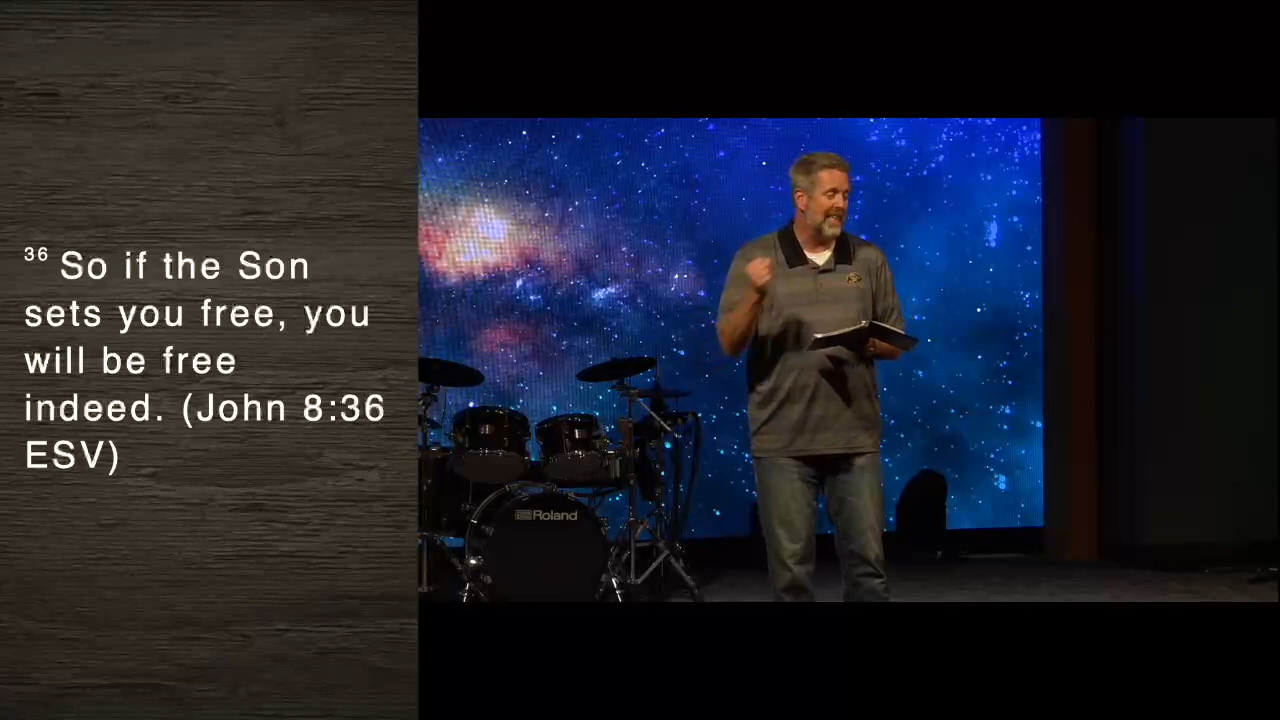 36 So if the Son
sets you free, you
will be free
indeed. (John 8:36
ESV)
Roland